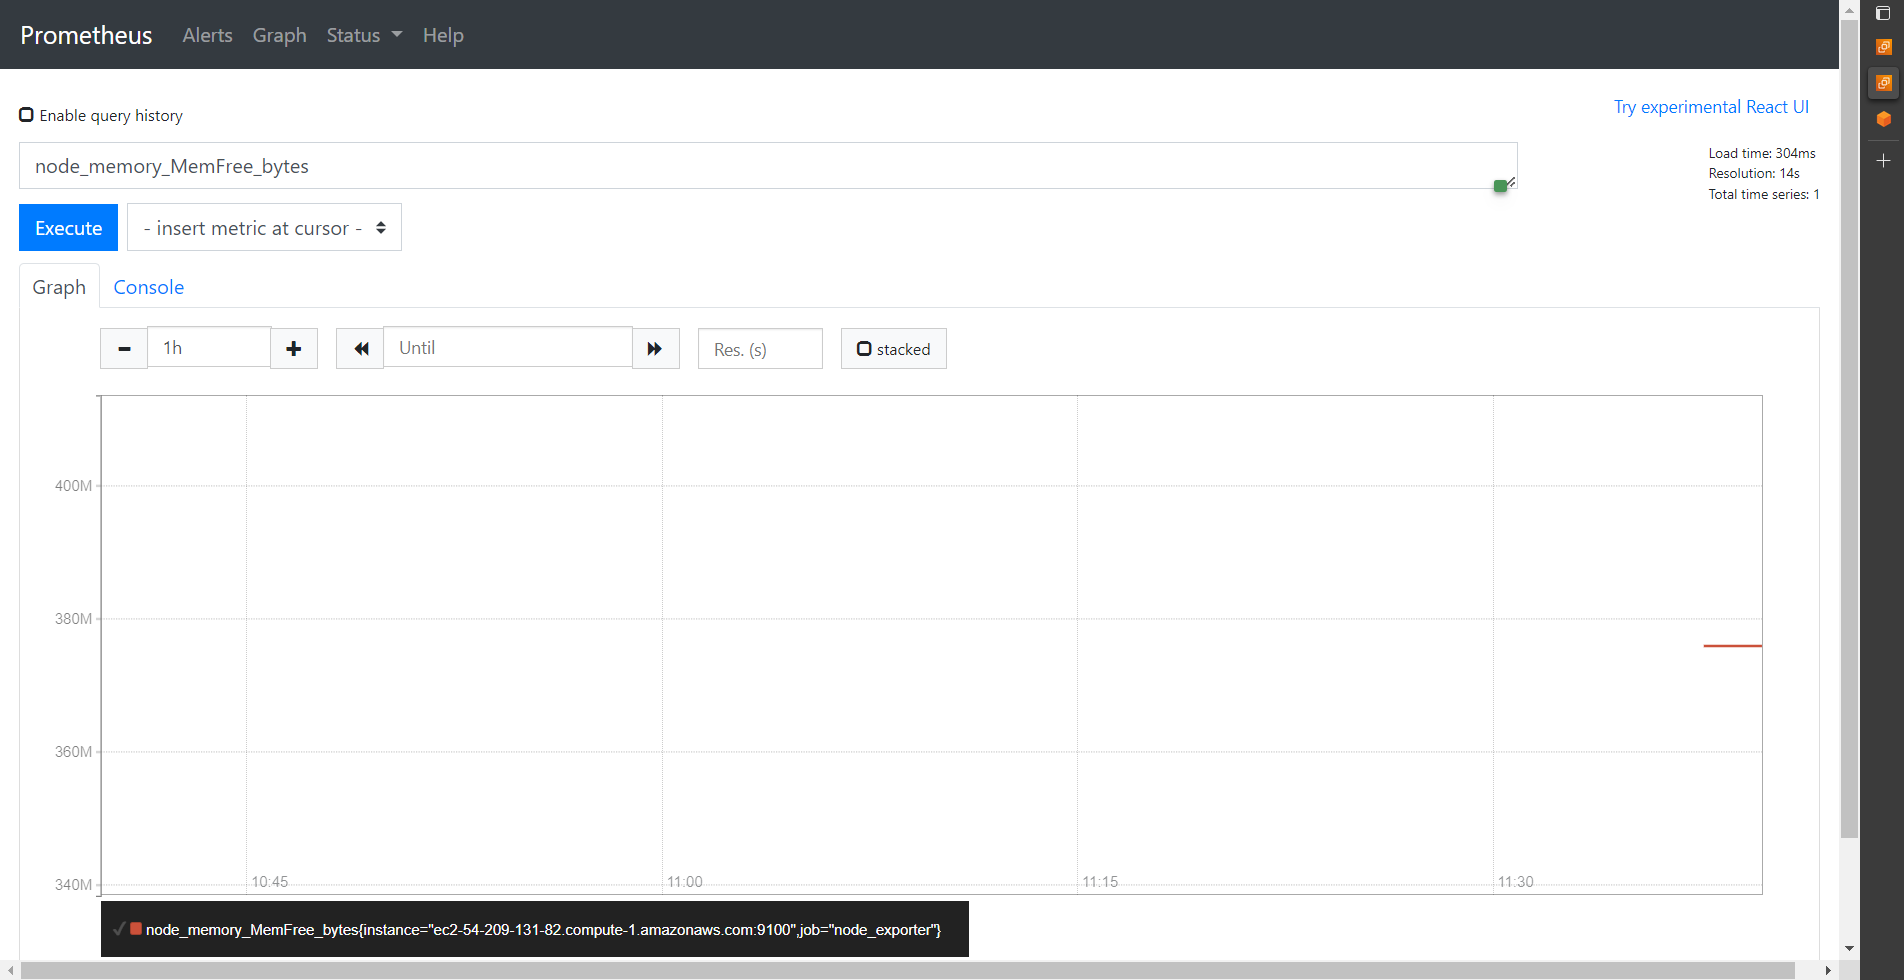 Prometheus Alerts Graph Status Help
Enable query history
Try experimental React UI
node_memory_MemFree_bytes
Load time: 304ms
Resolution: 14s
Total time series: 1
Execute
- insert metric at cursor -
Graph Console
1h
Until
Res. (s)
stacked
400M
380M
360M
340M
10:45
11:00
11:15
11:30
node_memory_MemFree_bytes{instance="ec2-54-209-131-82.compute-1.amazonaws.com:9100",job="node_exporter"}